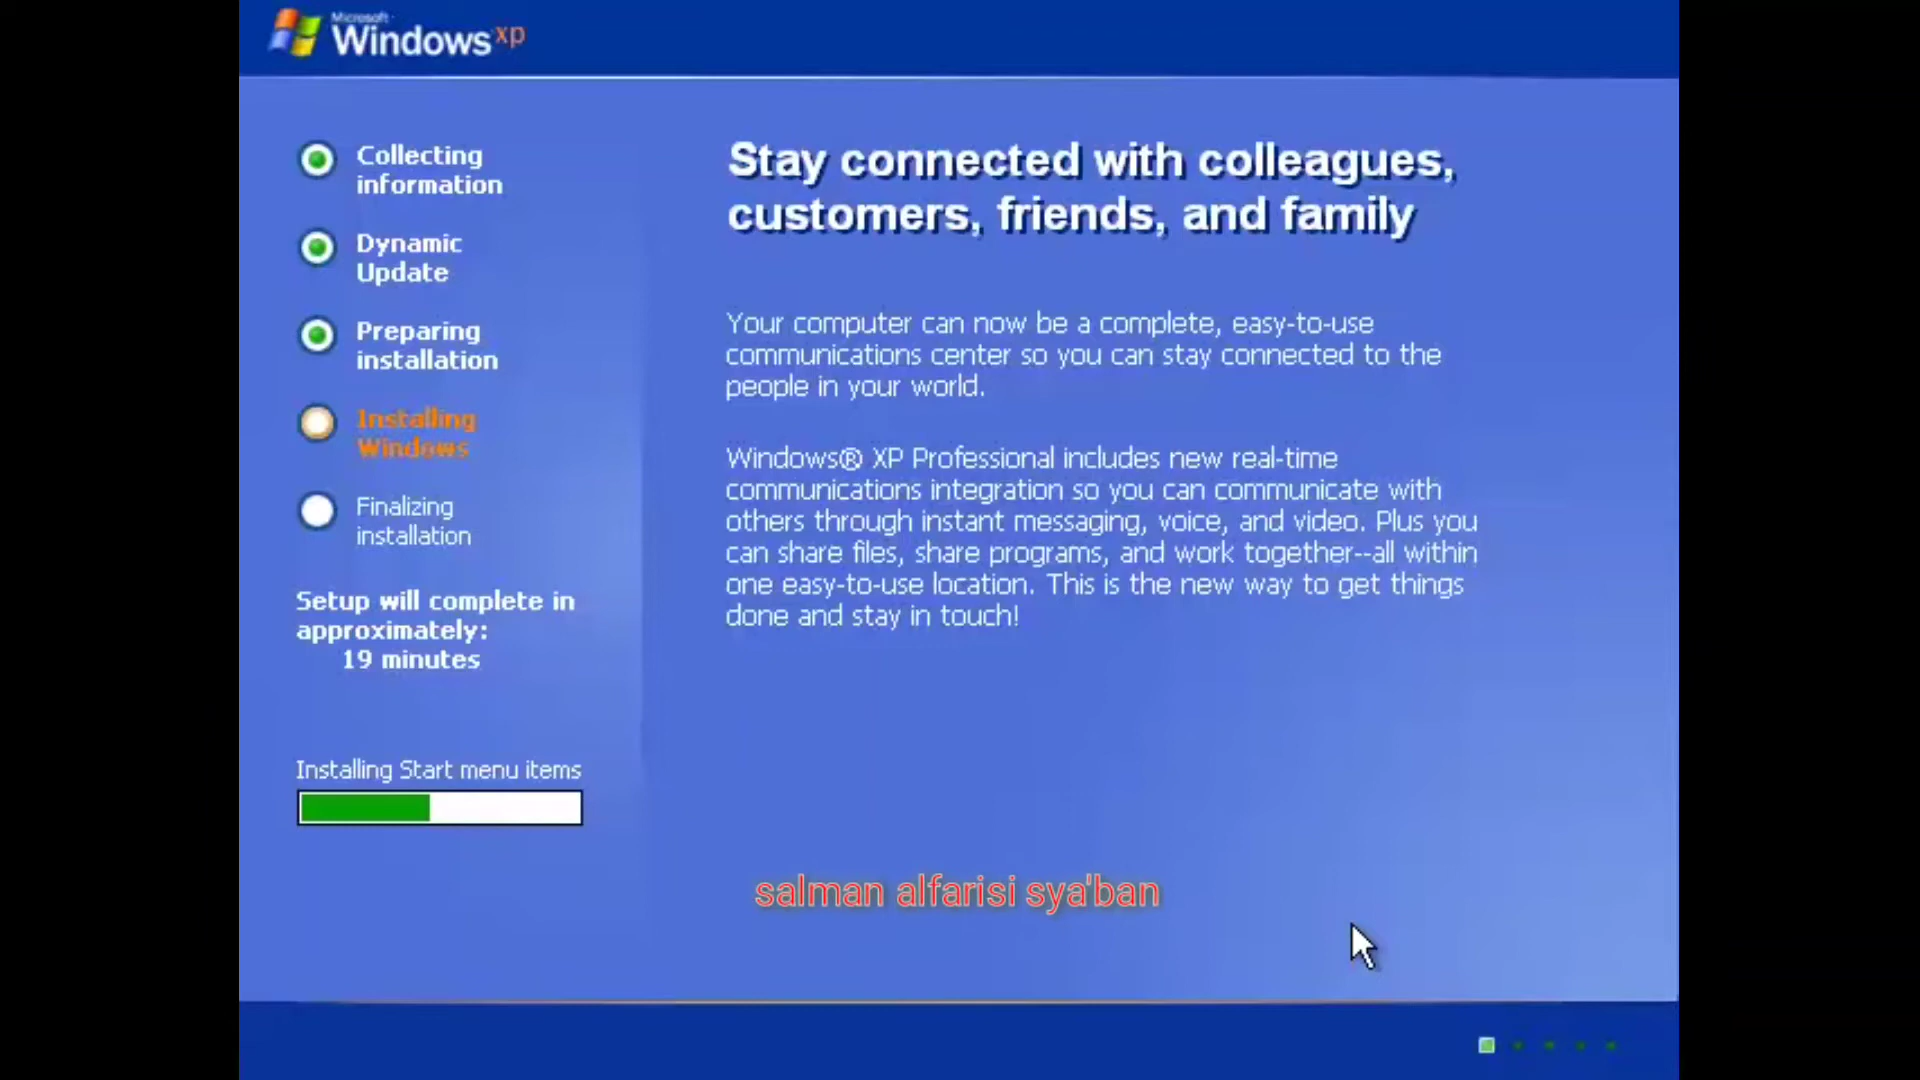 Microsoft
Windows xp
Collecting
information
Dynamic
Update
Preparing
installation
Installing
Windows
Finalizing
installation
Setup will complete in
approximately:
19 minutes
Installing Start menu items
Stay connected with colleagues,
customers, friends, and family
Your computer can now be a complete, easy-to-use
communications center so you can stay connected to the
people in your world.
Windows® XP Professional includes new real-time
communications integration so you can communicate with
others through instant messaging, voice, and video. Plus you
can share files, share programs, and work together--all within
one easy-to-use location. This is the new way to get things
done and stay in touch!
salman alfarisi sya'ban